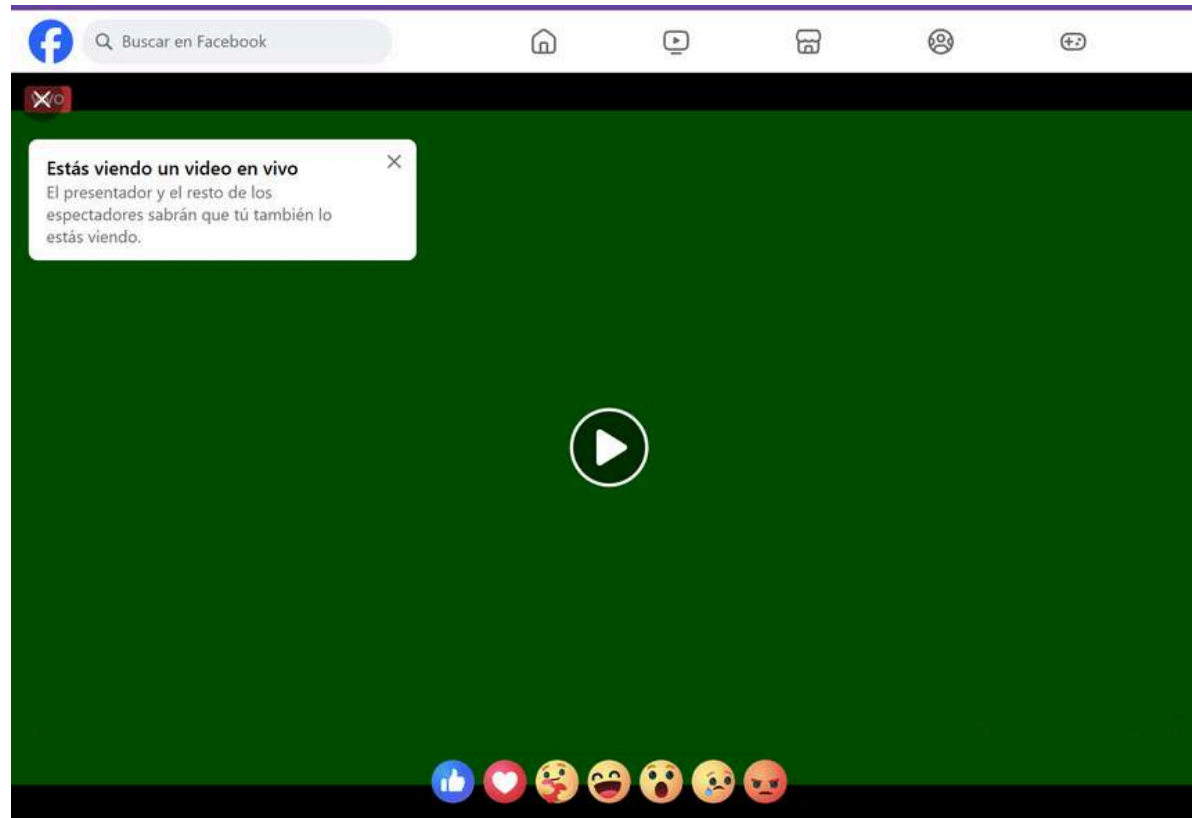 Buscar en Facebook
Estás viendo un video en vivo
El presentador y el resto de los
espectadores sabrán que tú también lo
estás viendo.